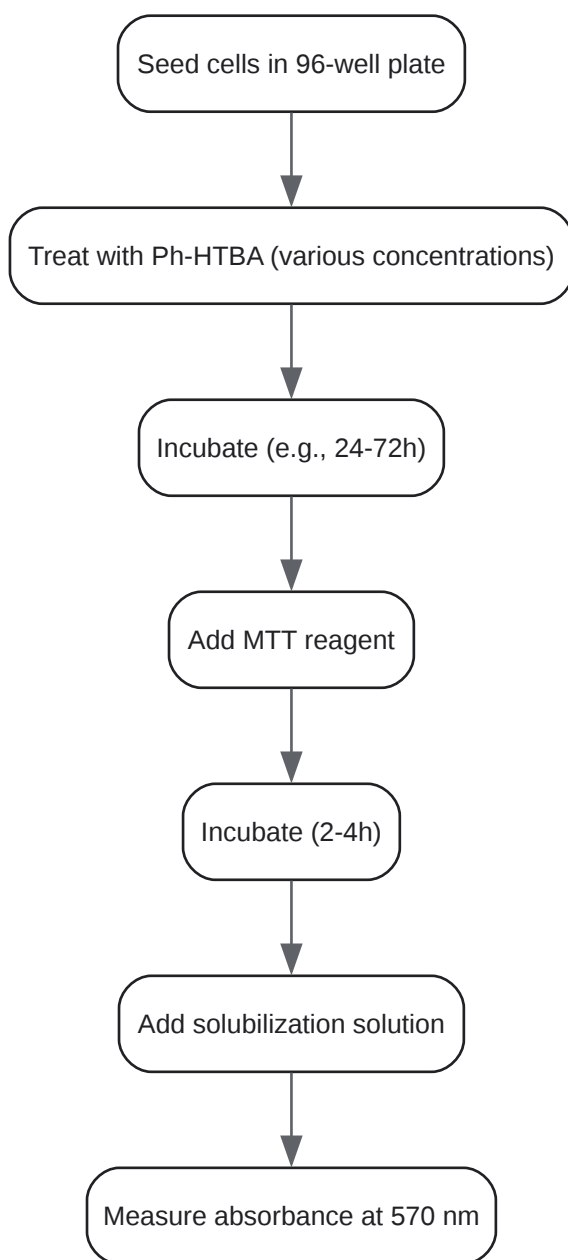 Seed cells in 96-well plate
Treat with Ph-HTBA (various concentrations)
Incubate (e.g., 24-72h)
Add MTT reagent
Incubate (2-4h)
Add solubilization solution
Measure absorbance at 570 nm